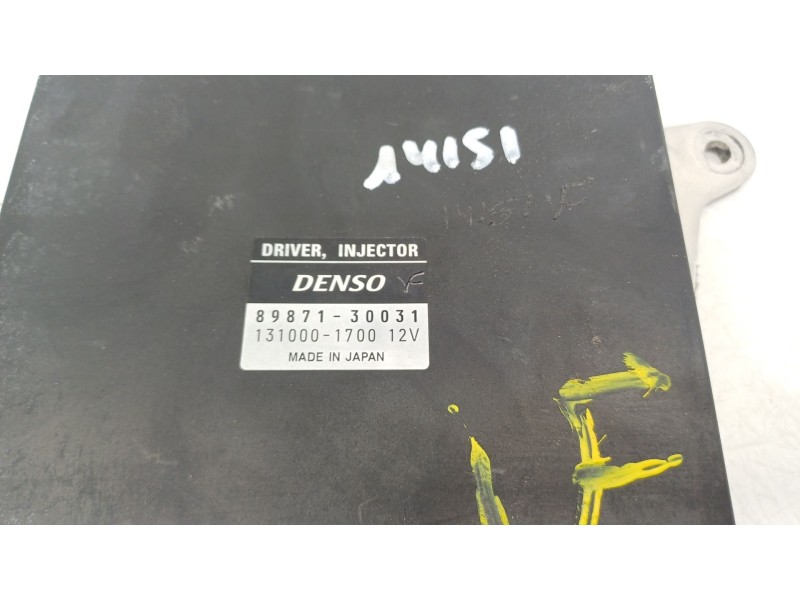 14151
DRIVER, INJECTOR
DENSO
89871-30031
131000-1700 12V
MADE IN JAPAN